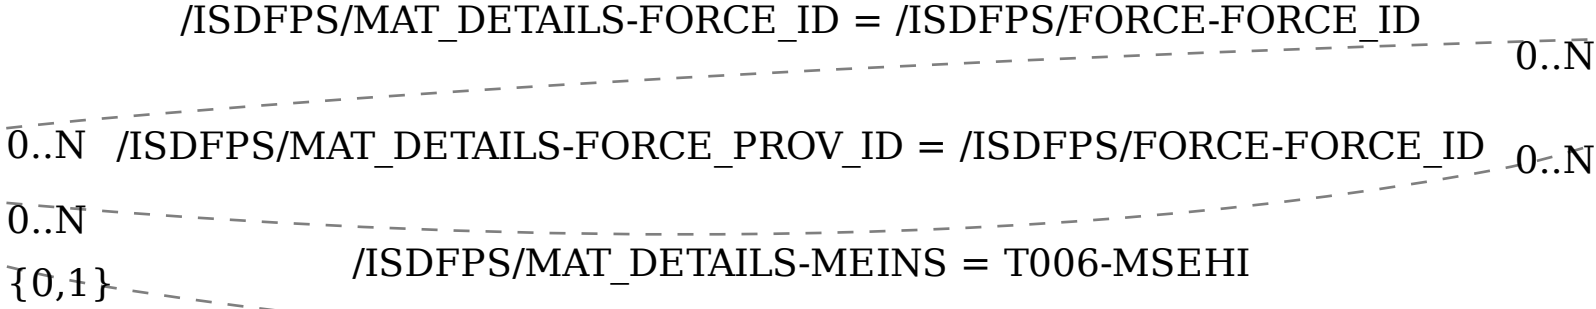 /ISDFPS/MAT_DETAILS-FORCE_ID = /ISDFPS/FORCE-FORCE_ID
0..N
0..N /ISDFPS/MAT_DETAILS-FORCE_PROV_ID = /ISDFPS/FORCE-FORCE_ID 0..N
0..N
/ISDFPS/MAT_DETAILS-MEINS = T006-MSEHI
{0,1}